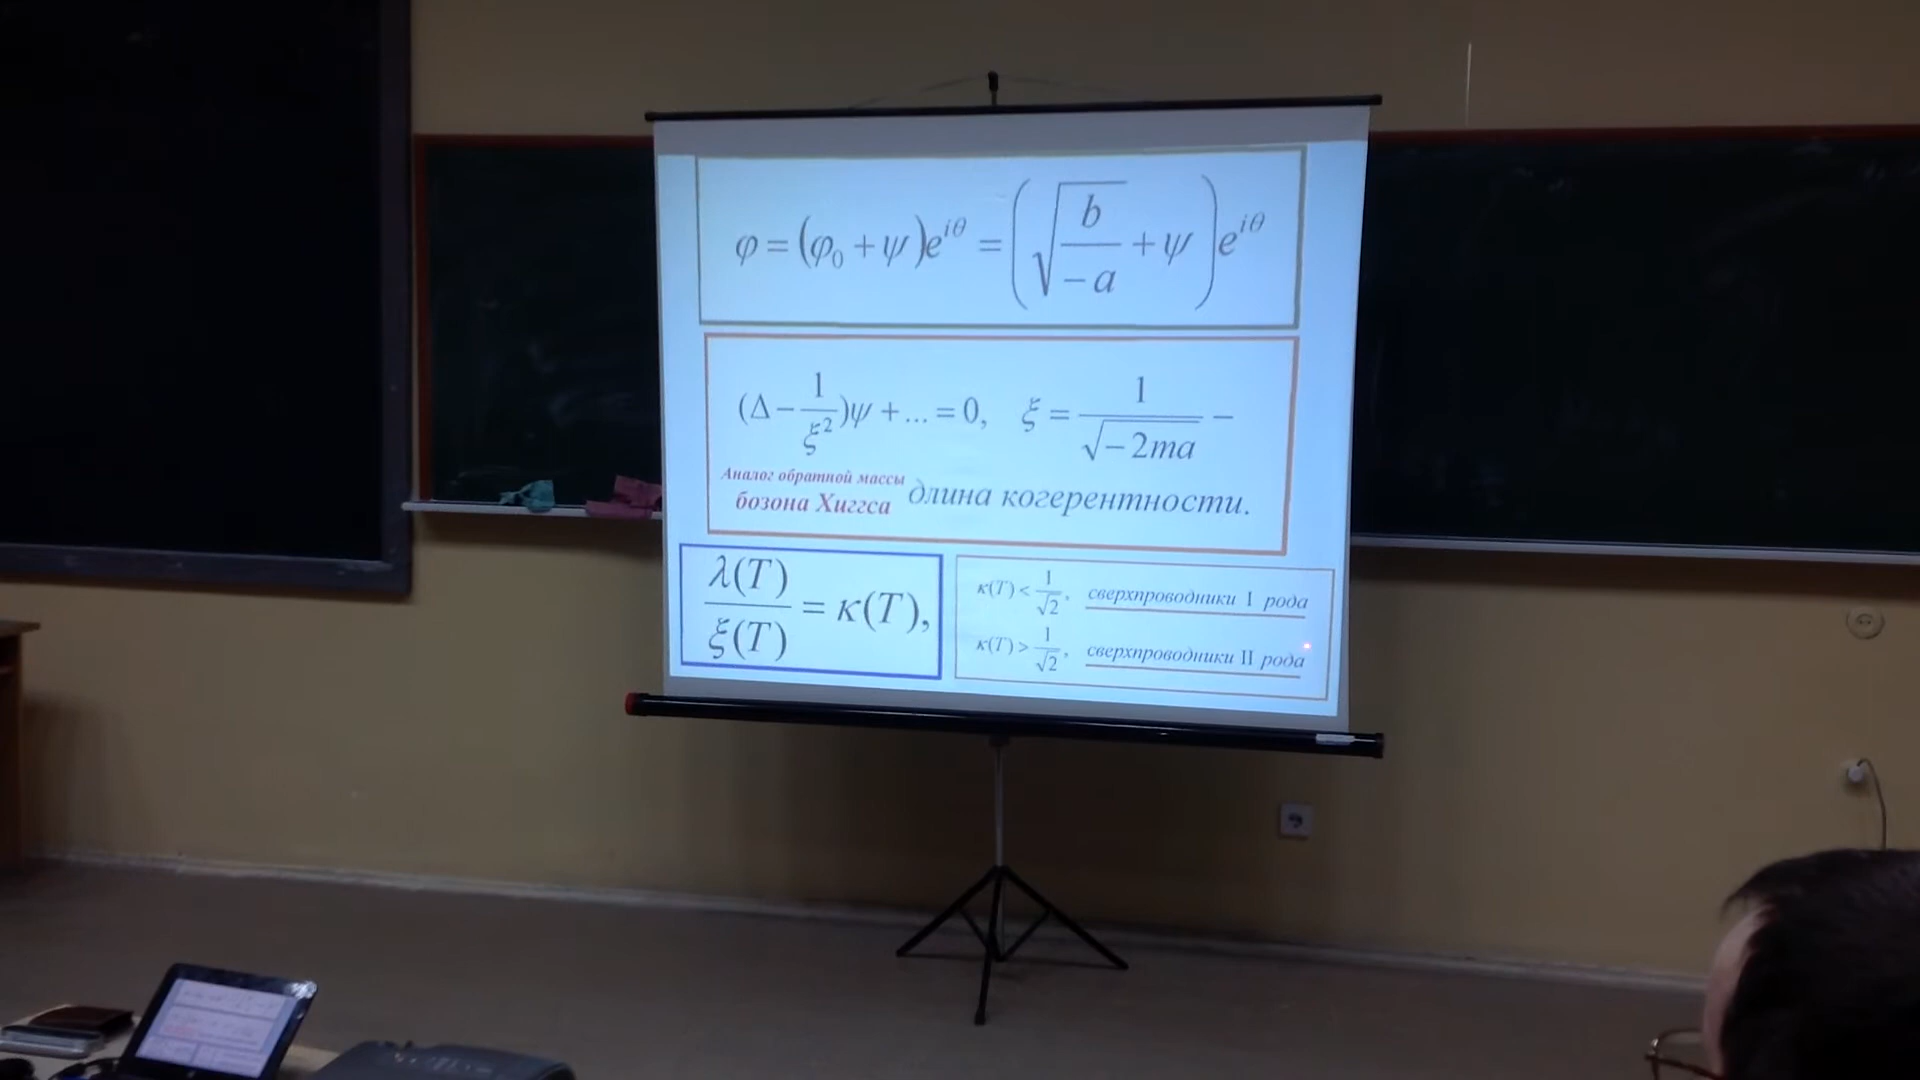 φ = (φ₀ + ψ)e^{iθ} = (√(b/−a) + ψ)e^{iθ}
(Δ − 1/ξ²)ψ + ... = 0, ξ = 1/√(−2ma) −
Аналог обратной массы
бозона Хиггса
длина когерентности.
λ(T)/ξ(T) = κ(T),
κ(T) < 1/√2, сверхпроводники I рода
κ(T) > 1/√2, сверхпроводники II рода